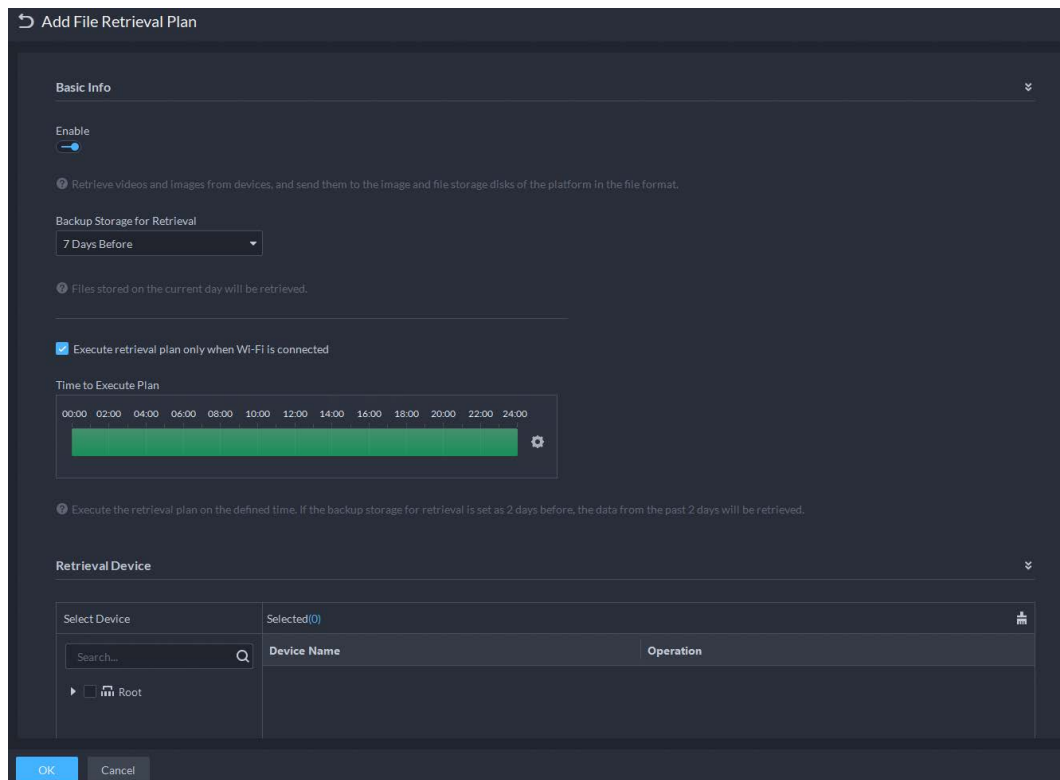 Add File Retrieval Plan
Basic Info
Enable
Retrieve videos and images from devices, and send them to the image and file storage disks of the platform in the file format.
Backup Storage for Retrieval
7 Days Before
Files stored on the current day will be retrieved.
Execute retrieval plan only when Wi-Fi is connected
Time to Execute Plan
00:00 02:00 04:00 06:00 08:00 10:00 12:00 14:00 16:00 18:00 20:00 22:00 24:00
Execute the retrieval plan on the defined time. If the backup storage for retrieval is set as 2 days before, the data from the past 2 days will be retrieved.
Retrieval Device
Select Device Selected(0)
Search... Device Name Operation
Root
OK Cancel